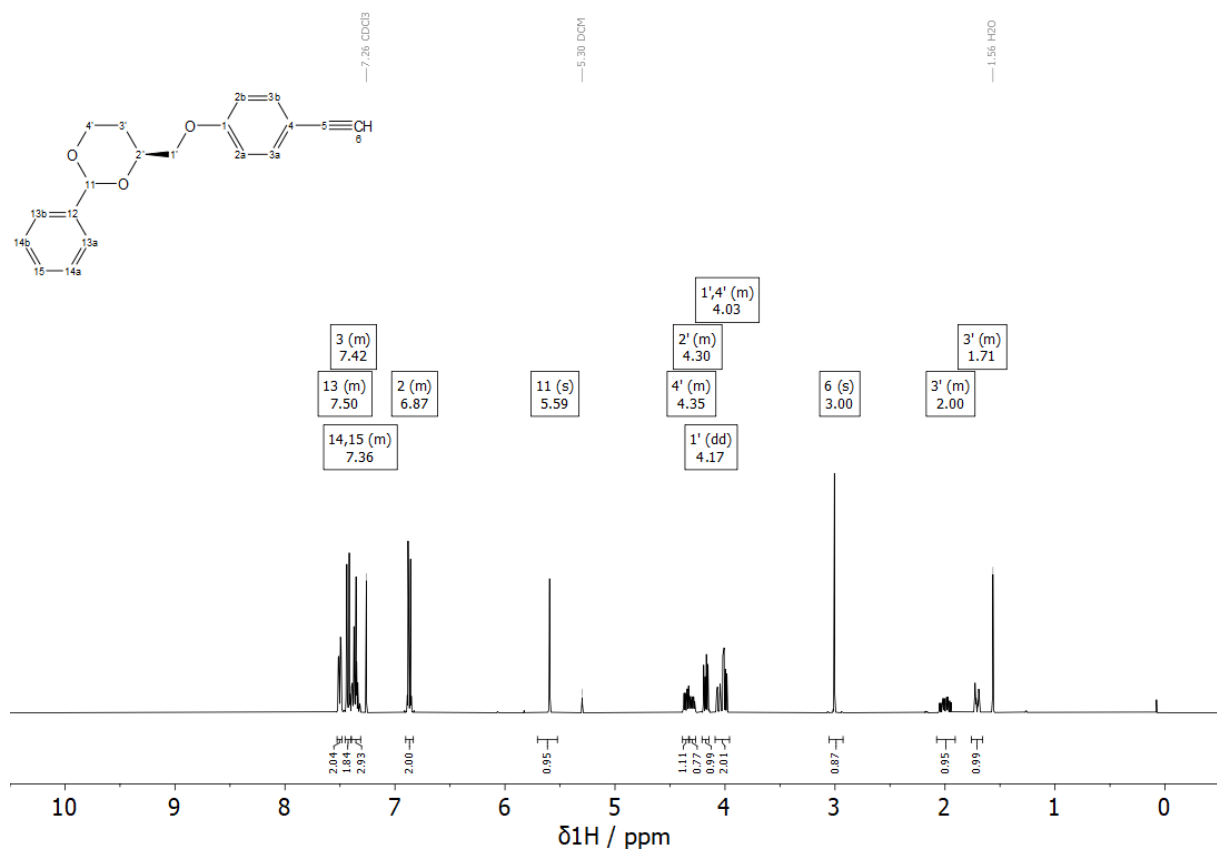 7.26 CDCl3
5.30 DCM
1.56 H2O
2b
3b
4'
3'
O
1
4
5
CH
6
2'
1'
2a
3a
O
O
11
13b
12
14b
13a
15
14a
1',4' (m)
4.03
3 (m)
7.42
2' (m)
4.30
3' (m)
1.71
13 (m)
7.50
2 (m)
6.87
11 (s)
5.59
4' (m)
4.35
6 (s)
3.00
3' (m)
2.00
14,15 (m)
7.36
1' (dd)
4.17
2.04
1.84
2.93
2.00
0.95
1.11
0.77
0.99
2.01
0.87
0.95
0.99
10 9 8 7 6 5 4 3 2 1 0
δ1H / ppm